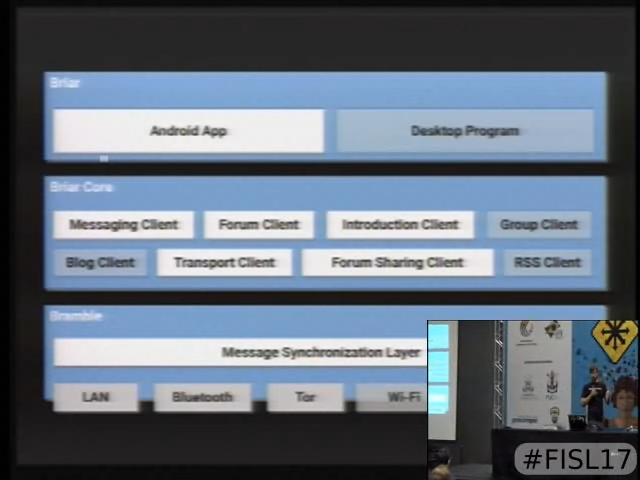 Briar
Android App
Desktop Program
Briar Core
Messaging Client
Forum Client
Introduction Client
Group Client
Blog Client
Transport Client
Forum Sharing Client
RSS Client
Bramble
Message Synchronization Layer
LAN
Bluetooth
Tor
Wi-Fi
#FISL17